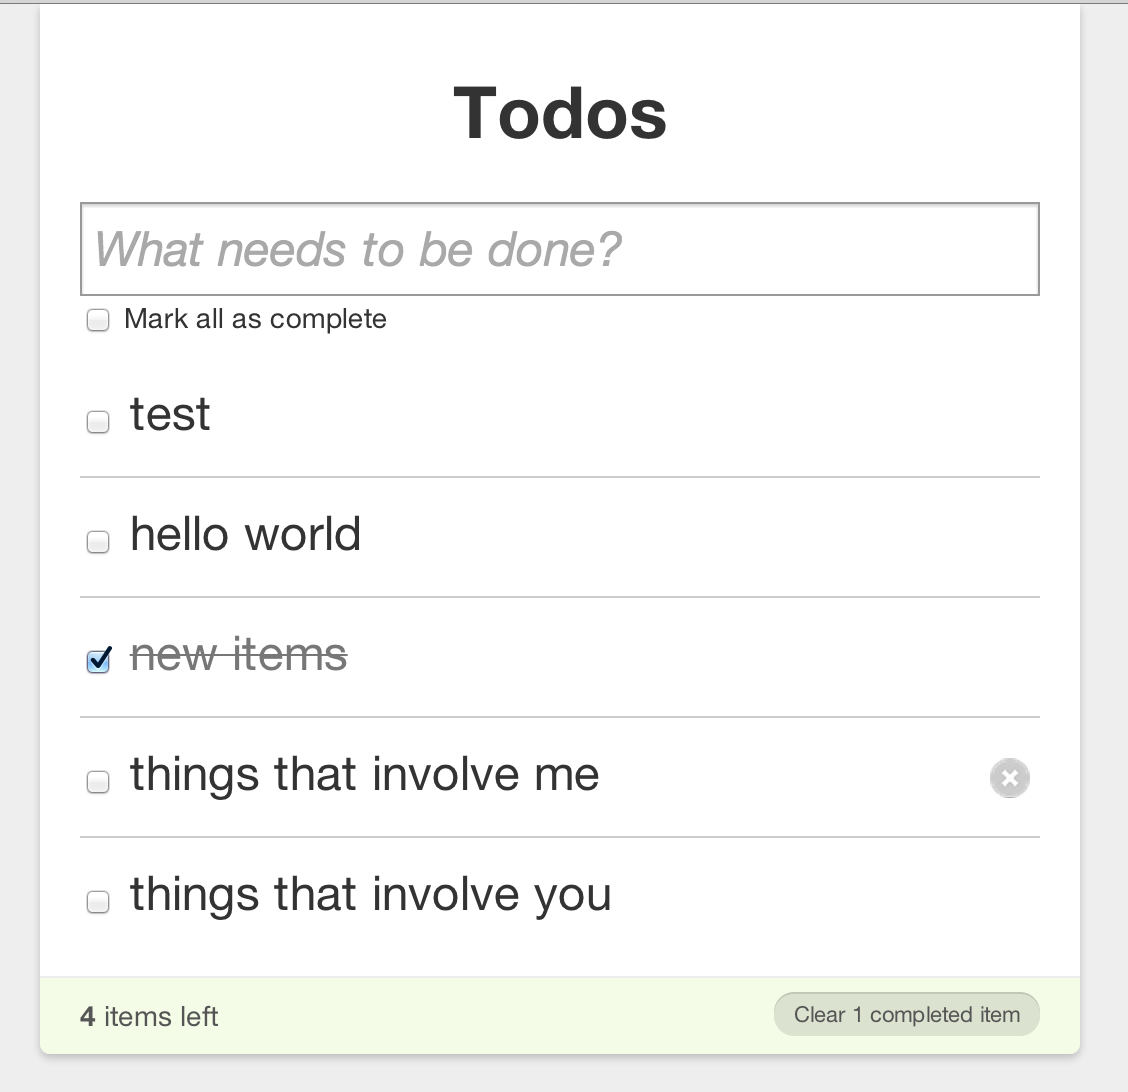 Todos
What needs to be done?
Mark all as complete
test
hello world
new items
things that involve me
things that involve you
4 items left
Clear 1 completed item